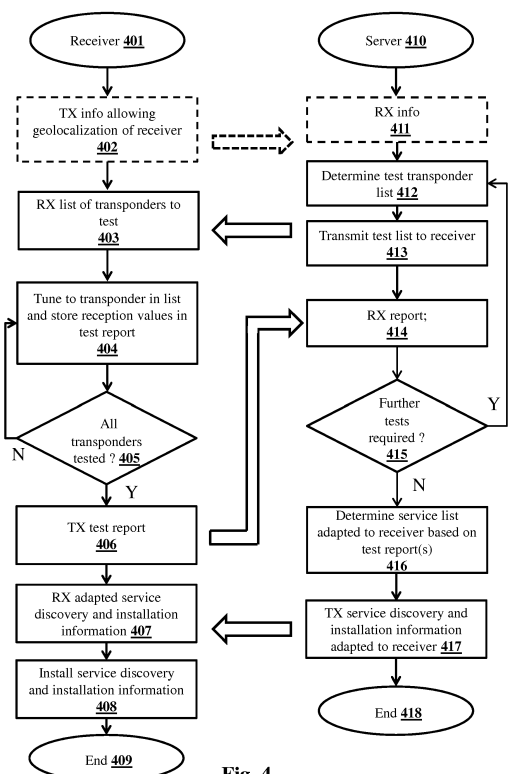 Receiver 401
TX info allowing
geolocalization of receiver
402
RX list of transponders to
test
403
Tune to transponder in list
and store reception values in
test report
404
All
transponders
tested ? 405
N
Y
TX test report
406
RX adapted service
discovery and installation
information 407
Install service discovery
and installation information
408
End 409
Server 410
RX info
411
Determine test transponder
list 412
Transmit test list to receiver
413
RX report;
414
Further
tests
required ?
415
Y
N
Determine service list
adapted to receiver based on
test report(s)
416
TX service discovery and
installation information
adapted to receiver 417
End 418
Fig. 4